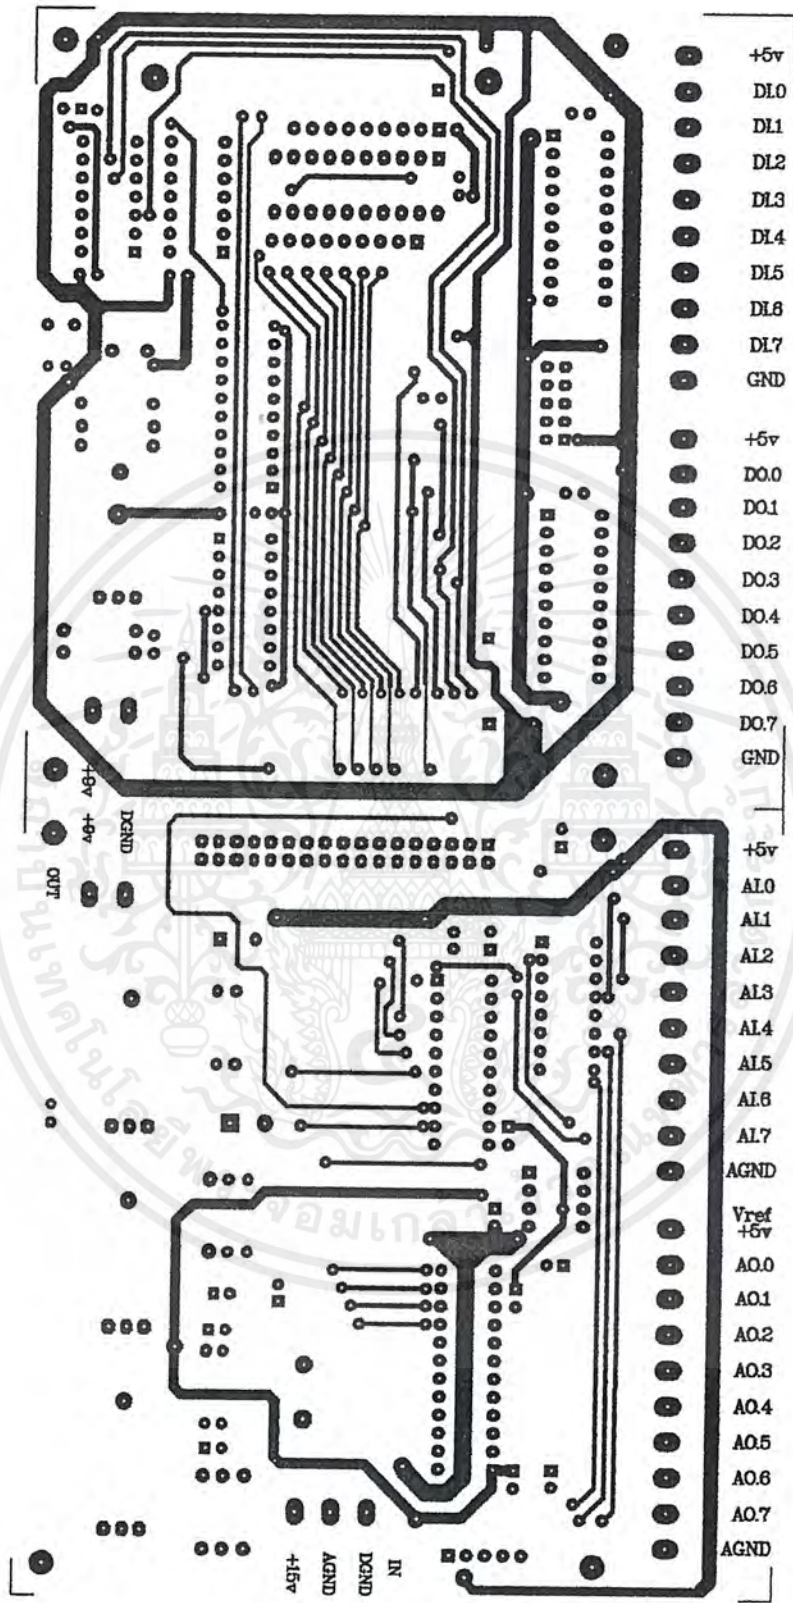 +5v
DI.0
DI.1
DI.2
DI.3
DI.4
DI.5
DI.6
DI.7
GND
+5v
DO.0
DO.1
DO.2
DO.3
DO.4
DO.5
DO.6
DO.7
GND
+9v
+9v
DGND
OUT
+5v
AI.0
AI.1
AI.2
AI.3
AI.4
AI.5
AI.6
AI.7
AGND
Vref
+5v
AO.0
AO.1
AO.2
AO.3
AO.4
AO.5
AO.6
AO.7
AGND
+15v
AGND
DGND
IN